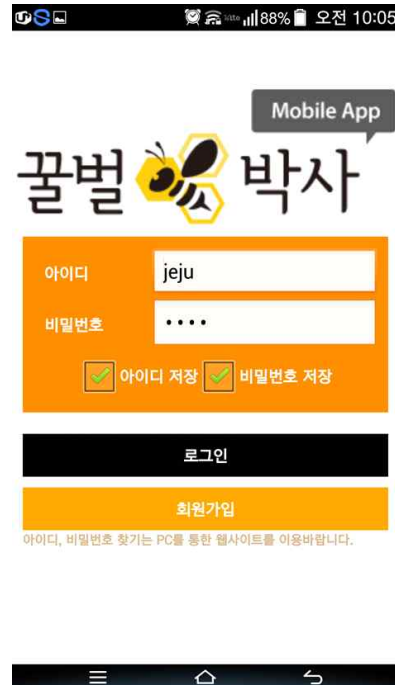 88% 오전 10:05
Mobile App
꿀벌 박사
아이디 jeju
비밀번호 ····
아이디 저장 비밀번호 저장
로그인
회원가입
아이디, 비밀번호 찾기는 PC를 통한 웹사이트를 이용바랍니다.